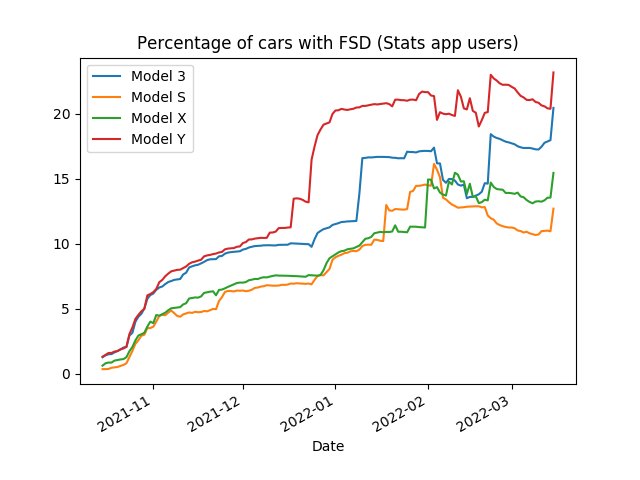 Percentage of cars with FSD (Stats app users)
Model 3
Model S
Model X
Model Y
20
15
10
5
0
2021-11
2021-12
2022-01
2022-02
2022-03
Date